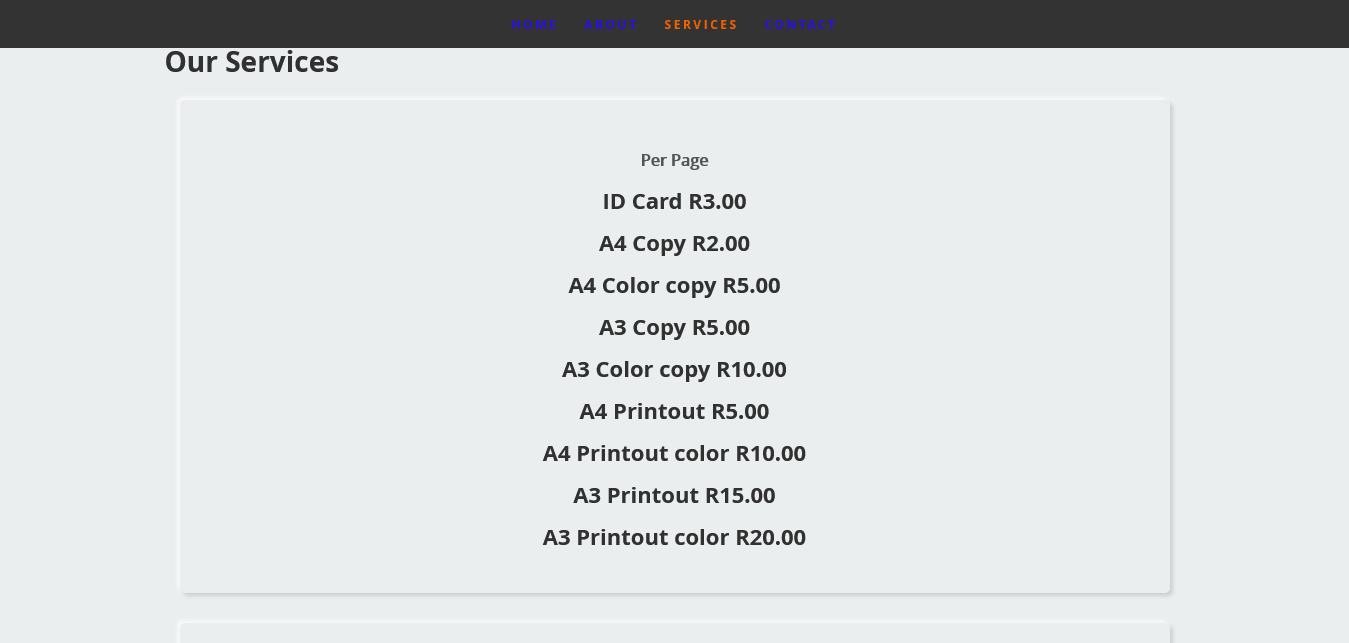 HOME ABOUT SERVICES CONTACT
Our Services
Per Page
ID Card R3.00
A4 Copy R2.00
A4 Color copy R5.00
A3 Copy R5.00
A3 Color copy R10.00
A4 Printout R5.00
A4 Printout color R10.00
A3 Printout R15.00
A3 Printout color R20.00